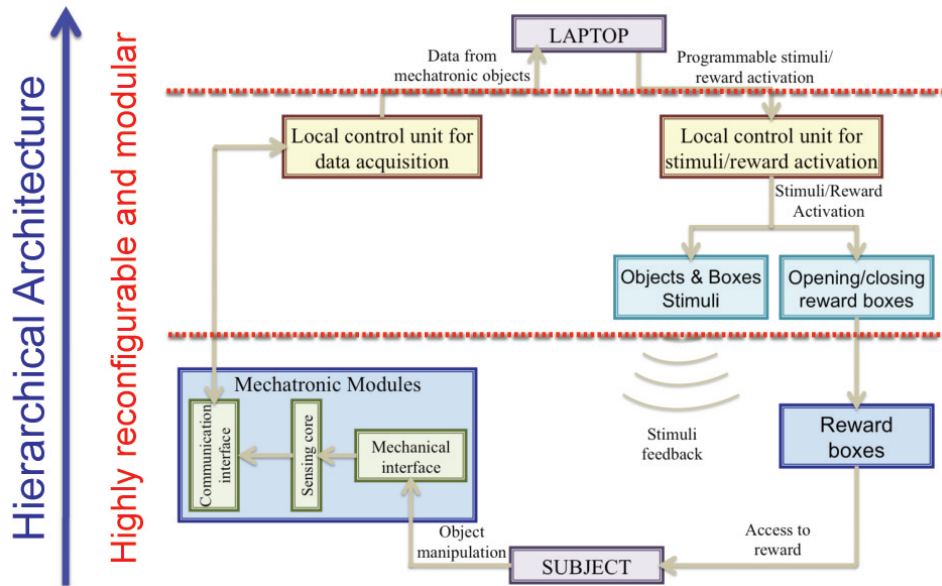 Hierarchical Architecture
Highly reconfigurable and modular
LAPTOP
Data from
mechatronic objects
Programmable stimuli/
reward activation
Local control unit for
data acquisition
Local control unit for
stimuli/reward activation
Stimuli/Reward
Activation
Objects & Boxes
Stimuli
Opening/closing
reward boxes
Mechatronic Modules
Communication
interface
Sensing core
Mechanical
interface
Stimuli
feedback
Reward
boxes
Object
manipulation
Access to
reward
SUBJECT